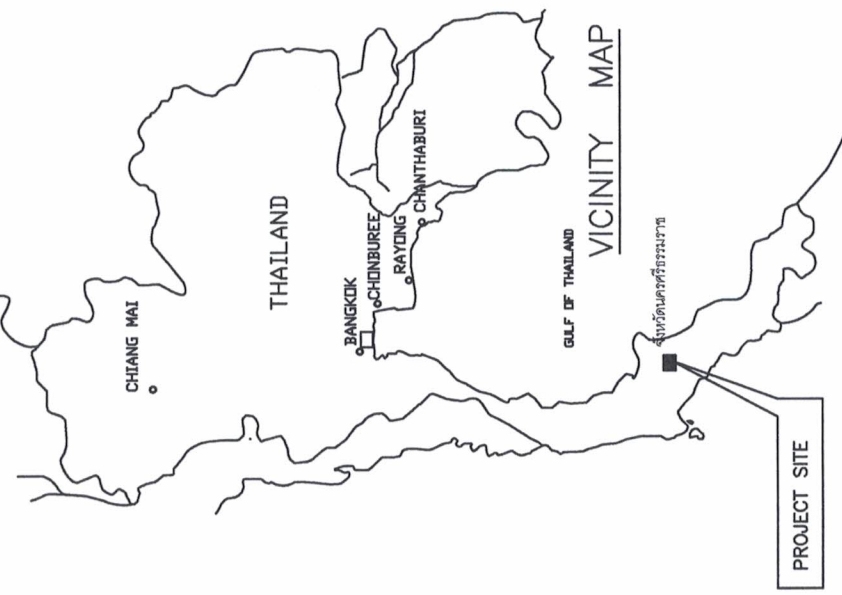 CHIANG MAI
THAILAND
BANGKOK
CHONBUREE
RAYONG
CHANTHABURI
GULF OF THAILAND
VICINITY MAP
จังหวัดนครศรีธรรมราช
PROJECT SITE